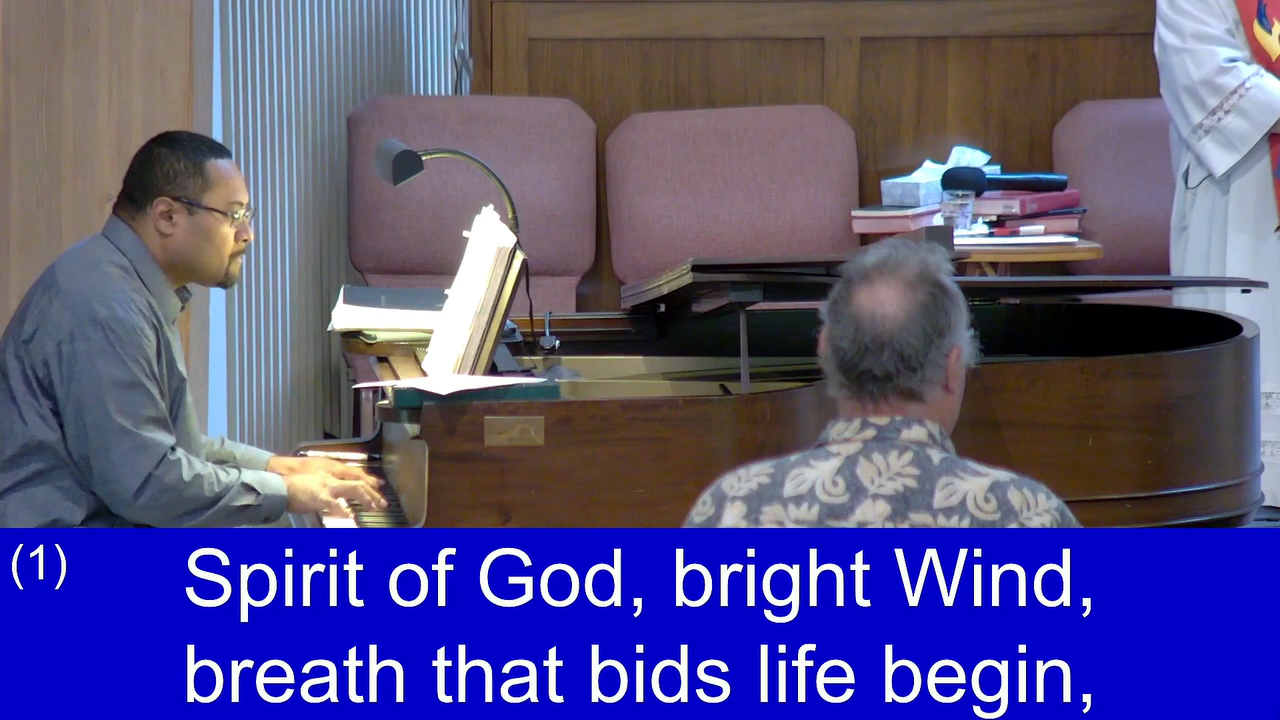 (1)
Spirit of God, bright Wind,
breath that bids life begin,